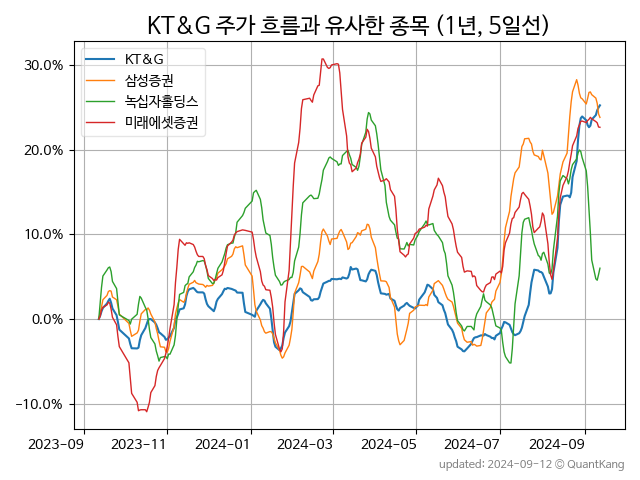 KT&G 주가 흐름과 유사한 종목 (1년, 5일선)
KT&G
삼성증권
녹십자홀딩스
미래에셋증권
30.0%
20.0%
10.0%
0.0%
-10.0%
2023-09 2023-11 2024-01 2024-03 2024-05 2024-07 2024-09
updated: 2024-09-12 © QuantKang